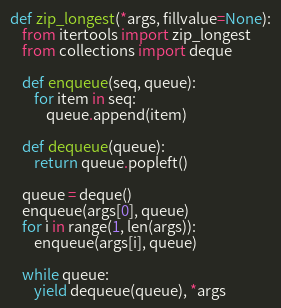 def zip_longest(*args, fillvalue=None):
    from itertools import zip_longest
    from collections import deque

    def enqueue(seq, queue):
        for item in seq:
            queue.append(item)

    def dequeue(queue):
        return queue.popleft()

    queue = deque()
    enqueue(args[0], queue)
    for i in range(1, len(args)):
        enqueue(args[i], queue)

    while queue:
        yield dequeue(queue), *args